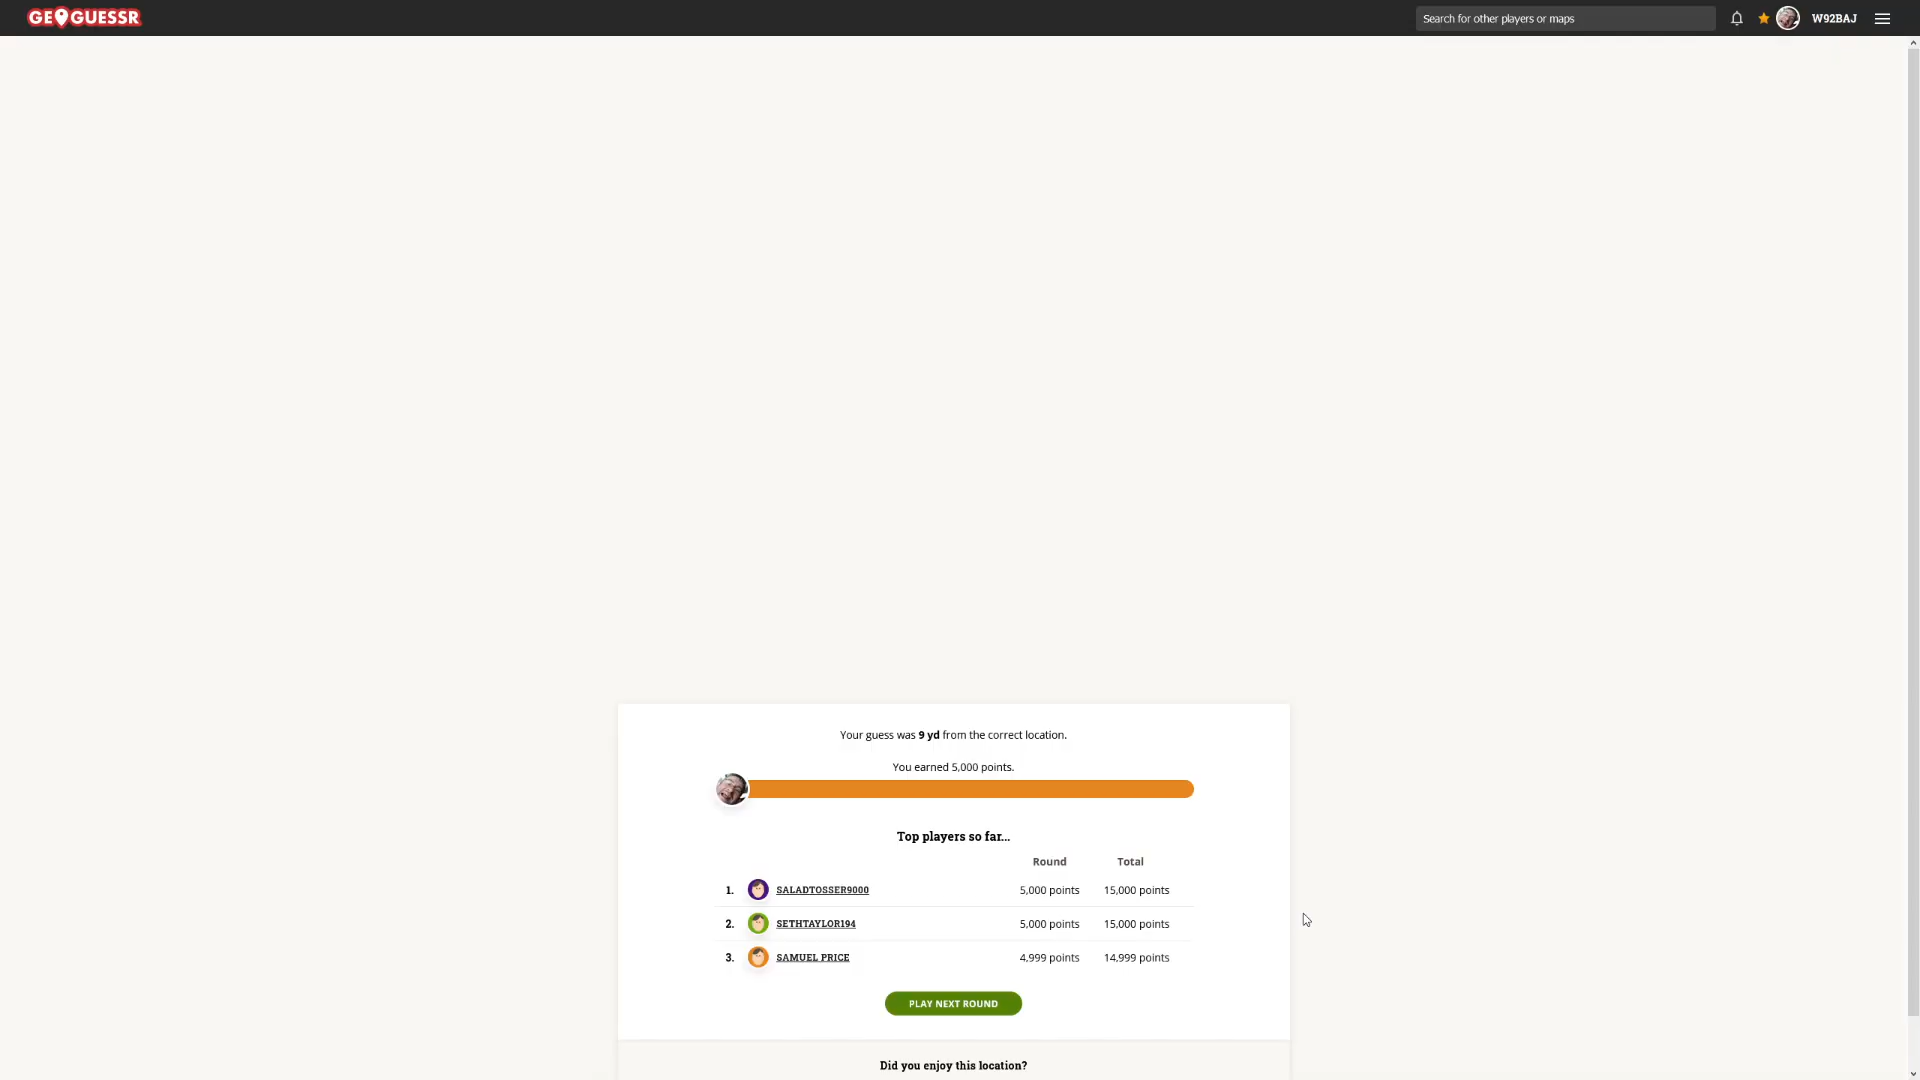 GEOGUESSR
Search for other players or maps
W92BAJ
Your guess was 9 yd from the correct location.
You earned 5,000 points.
Top players so far...
Round Total
1. SALADTOSSER9000 5,000 points 15,000 points
2. SETHTAYLOR194 5,000 points 15,000 points
3. SAMUEL PRICE 4,999 points 14,999 points
PLAY NEXT ROUND
Did you enjoy this location?